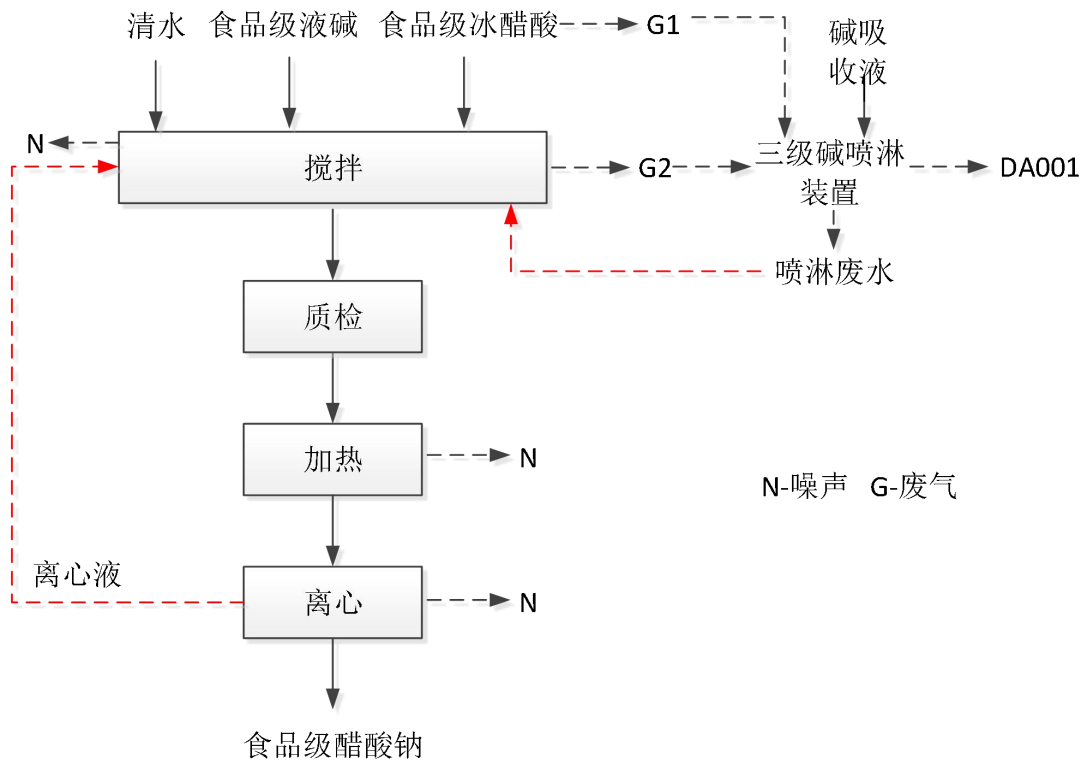 清水 食品级液碱 食品级冰醋酸 G1
碱吸
收液
N
搅拌
G2
三级碱喷淋
装置
DA001
喷淋废水
质检
加热
N
N-噪声 G-废气
离心液
离心
N
食品级醋酸钠